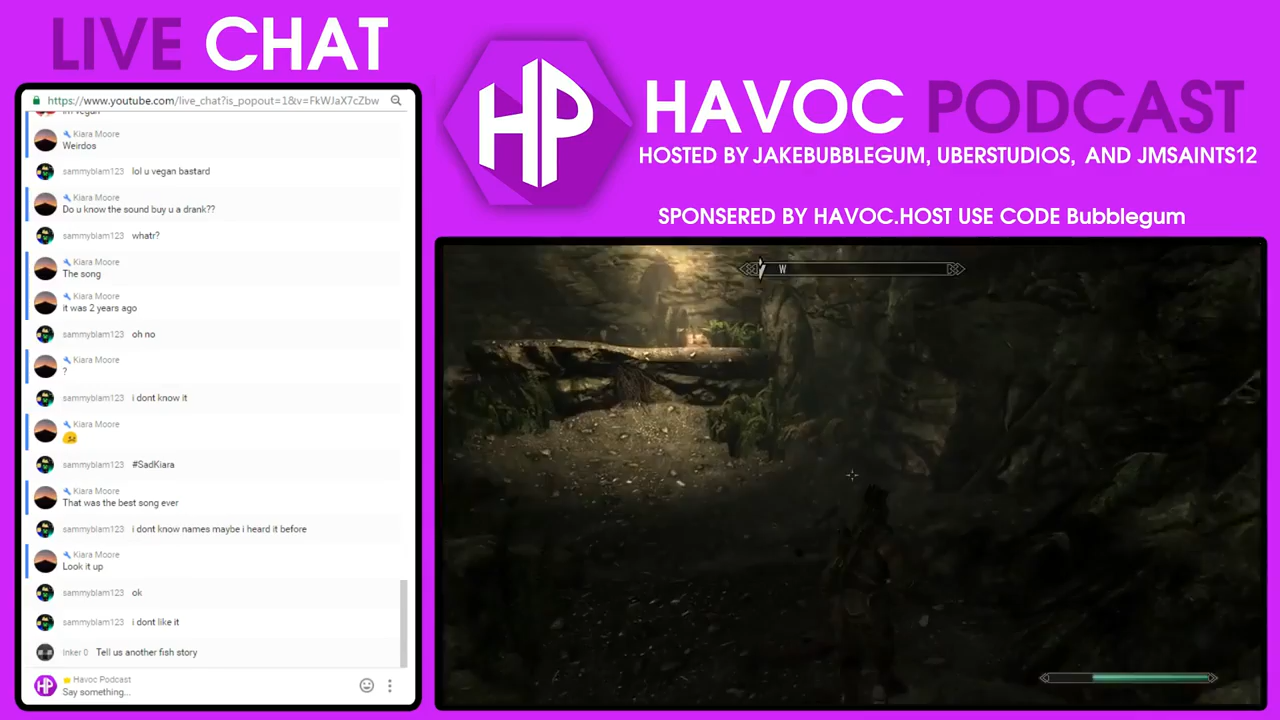 LIVE CHAT
https://www.youtube.com/live_chat?is_popout=1&v=FkWJaX7cZbw
Im vegan
Kiara Moore
Weirdos
sammyblam123 lol u vegan bastard
Kiara Moore
Do u know the sound buy u a drank??
sammyblam123 whatr?
Kiara Moore
The song
Kiara Moore
it was 2 years ago
sammyblam123 oh no
Kiara Moore
?
sammyblam123 i dont know it
Kiara Moore
sammyblam123 #SadKiara
Kiara Moore
That was the best song ever
sammyblam123 i dont know names maybe i heard it before
Kiara Moore
Look it up
sammyblam123 ok
sammyblam123 i dont like it
Inker 0 Tell us another fish story
HP
Havoc Podcast
Say something...
HP
HAVOC PODCAST
HOSTED BY JAKEBUBBLEGUM, UBERSTUDIOS, AND JMSAINTS12
SPONSERED BY HAVOC.HOST USE CODE Bubblegum
W